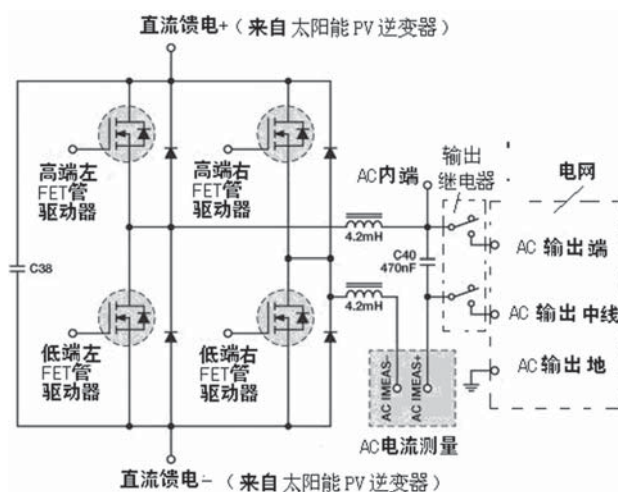 直流馈电+（来自太阳能PV逆变器）
高端左
FET管
驱动器
高端右
FET管
驱动器
AC内端
输出
继电器
电网
4.2mH
C40
470nF
AC 输出端
C38
4.2mH
AC 输出中线
低端左
FET管
驱动器
低端右
FET管
驱动器
AC IMEAS-
AC IMEAS+
AC 输出地
AC电流测量
直流馈电-（来自太阳能PV逆变器）